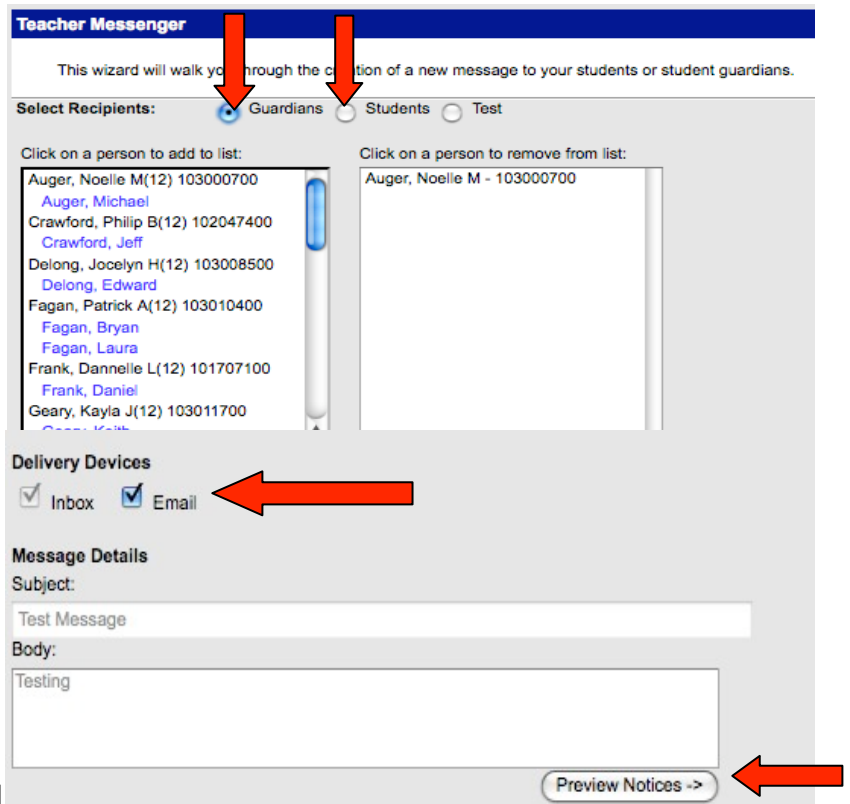 Teacher Messenger
This wizard will walk you through the creation of a new message to your students or student guardians.
Select Recipients: Guardians Students Test
Click on a person to add to list:
Auger, Noelle M(12) 103000700
Auger, Michael
Crawford, Philip B(12) 102047400
Crawford, Jeff
Delong, Jocelyn H(12) 103008500
Delong, Edward
Fagan, Patrick A(12) 103010400
Fagan, Bryan
Fagan, Laura
Frank, Dannelle L(12) 101707100
Frank, Daniel
Geary, Kayla J(12) 103011700
Click on a person to remove from list:
Auger, Noelle M - 103000700
Delivery Devices
Inbox Email
Message Details
Subject:
Test Message
Body:
Testing
Preview Notices ->